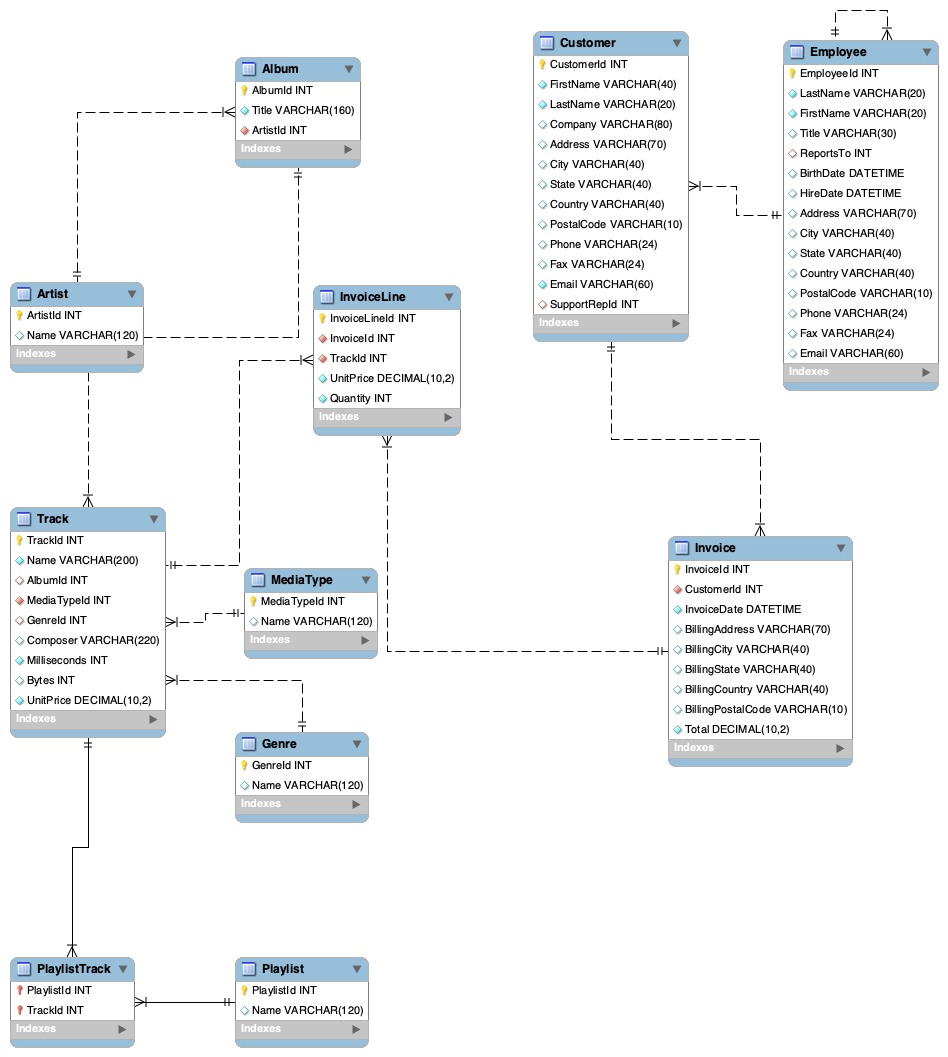 Album
AlbumId INT
Title VARCHAR(160)
ArtistId INT
Indexes
Customer
CustomerId INT
FirstName VARCHAR(40)
LastName VARCHAR(20)
Company VARCHAR(80)
Address VARCHAR(70)
City VARCHAR(40)
State VARCHAR(40)
Country VARCHAR(40)
PostalCode VARCHAR(10)
Phone VARCHAR(24)
Fax VARCHAR(24)
Email VARCHAR(60)
SupportRepId INT
Indexes
Employee
EmployeeId INT
LastName VARCHAR(20)
FirstName VARCHAR(20)
Title VARCHAR(30)
ReportsTo INT
BirthDate DATETIME
HireDate DATETIME
Address VARCHAR(70)
City VARCHAR(40)
State VARCHAR(40)
Country VARCHAR(40)
PostalCode VARCHAR(10)
Phone VARCHAR(24)
Fax VARCHAR(24)
Email VARCHAR(60)
Indexes
Artist
ArtistId INT
Name VARCHAR(120)
Indexes
InvoiceLine
InvoiceLineId INT
InvoiceId INT
TrackId INT
UnitPrice DECIMAL(10,2)
Quantity INT
Indexes
Track
TrackId INT
Name VARCHAR(200)
AlbumId INT
MediaTypeId INT
GenreId INT
Composer VARCHAR(220)
Milliseconds INT
Bytes INT
UnitPrice DECIMAL(10,2)
Indexes
MediaType
MediaTypeId INT
Name VARCHAR(120)
Indexes
Invoice
InvoiceId INT
CustomerId INT
InvoiceDate DATETIME
BillingAddress VARCHAR(70)
BillingCity VARCHAR(40)
BillingState VARCHAR(40)
BillingCountry VARCHAR(40)
BillingPostalCode VARCHAR(10)
Total DECIMAL(10,2)
Indexes
Genre
GenreId INT
Name VARCHAR(120)
Indexes
PlaylistTrack
PlaylistId INT
TrackId INT
Indexes
Playlist
PlaylistId INT
Name VARCHAR(120)
Indexes